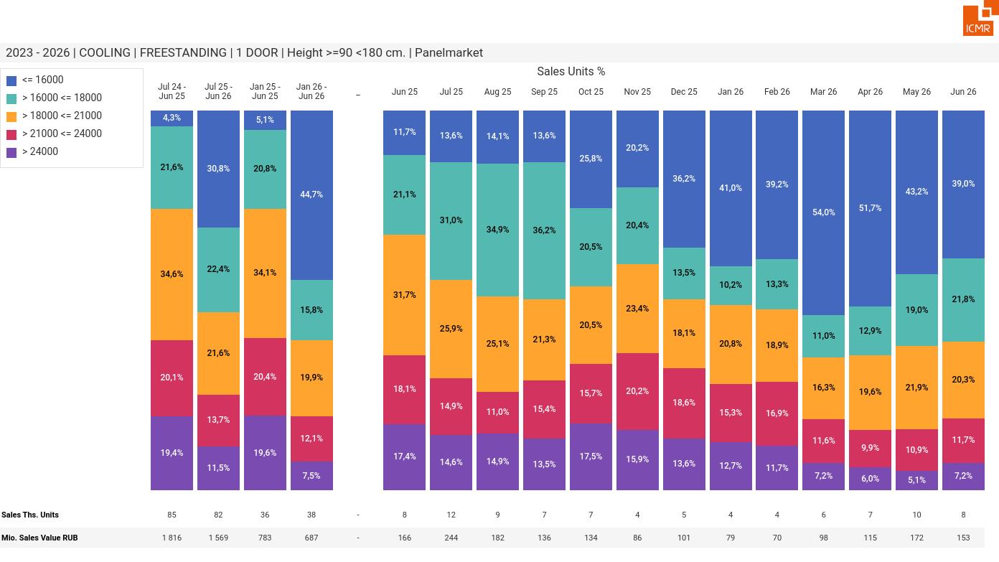 ICMR
2023 - 2026 | COOLING | FREESTANDING | 1 DOOR | Height >=90 <180 cm. | Panelmarket
<= 16000
> 16000 <= 18000
> 18000 <= 21000
> 21000 <= 24000
> 24000
Sales Units %
Jul 24 - Jul 25 - Jan 25 - Jan 26 -
Jun 25 Jun 26 Jun 25 Jun 26 – Jun 25 Jul 25 Aug 25 Sep 25 Oct 25 Nov 25 Dec 25 Jan 26 Feb 26 Mar 26 Apr 26 May 26 Jun 26
4,3% 30,8% 5,1% 44,7% 11,7% 13,6% 14,1% 13,6% 25,8% 20,2% 36,2% 41,0% 39,2% 54,0% 51,7% 43,2% 39,0%
21,6% 22,4% 20,8% 15,8% 21,1% 31,0% 34,9% 36,2% 20,5% 20,4% 13,5% 10,2% 13,3% 11,0% 12,9% 19,0% 21,8%
34,6% 21,6% 34,1% 19,9% 31,7% 25,9% 25,1% 21,3% 20,5% 23,4% 18,1% 20,8% 18,9% 16,3% 19,6% 21,9% 20,3%
20,1% 13,7% 20,4% 12,1% 18,1% 14,9% 11,0% 15,4% 15,7% 20,2% 18,6% 15,3% 16,9% 11,6% 9,9% 10,9% 11,7%
19,4% 11,5% 19,6% 7,5% 17,4% 14,6% 14,9% 13,5% 17,5% 15,9% 13,6% 12,7% 11,7% 7,2% 6,0% 5,1% 7,2%
Sales Ths. Units 85 82 36 38 - 8 12 9 7 7 4 5 4 4 6 7 10 8
Mio. Sales Value RUB 1 816 1 569 783 687 - 166 244 182 136 134 86 101 79 70 98 115 172 153